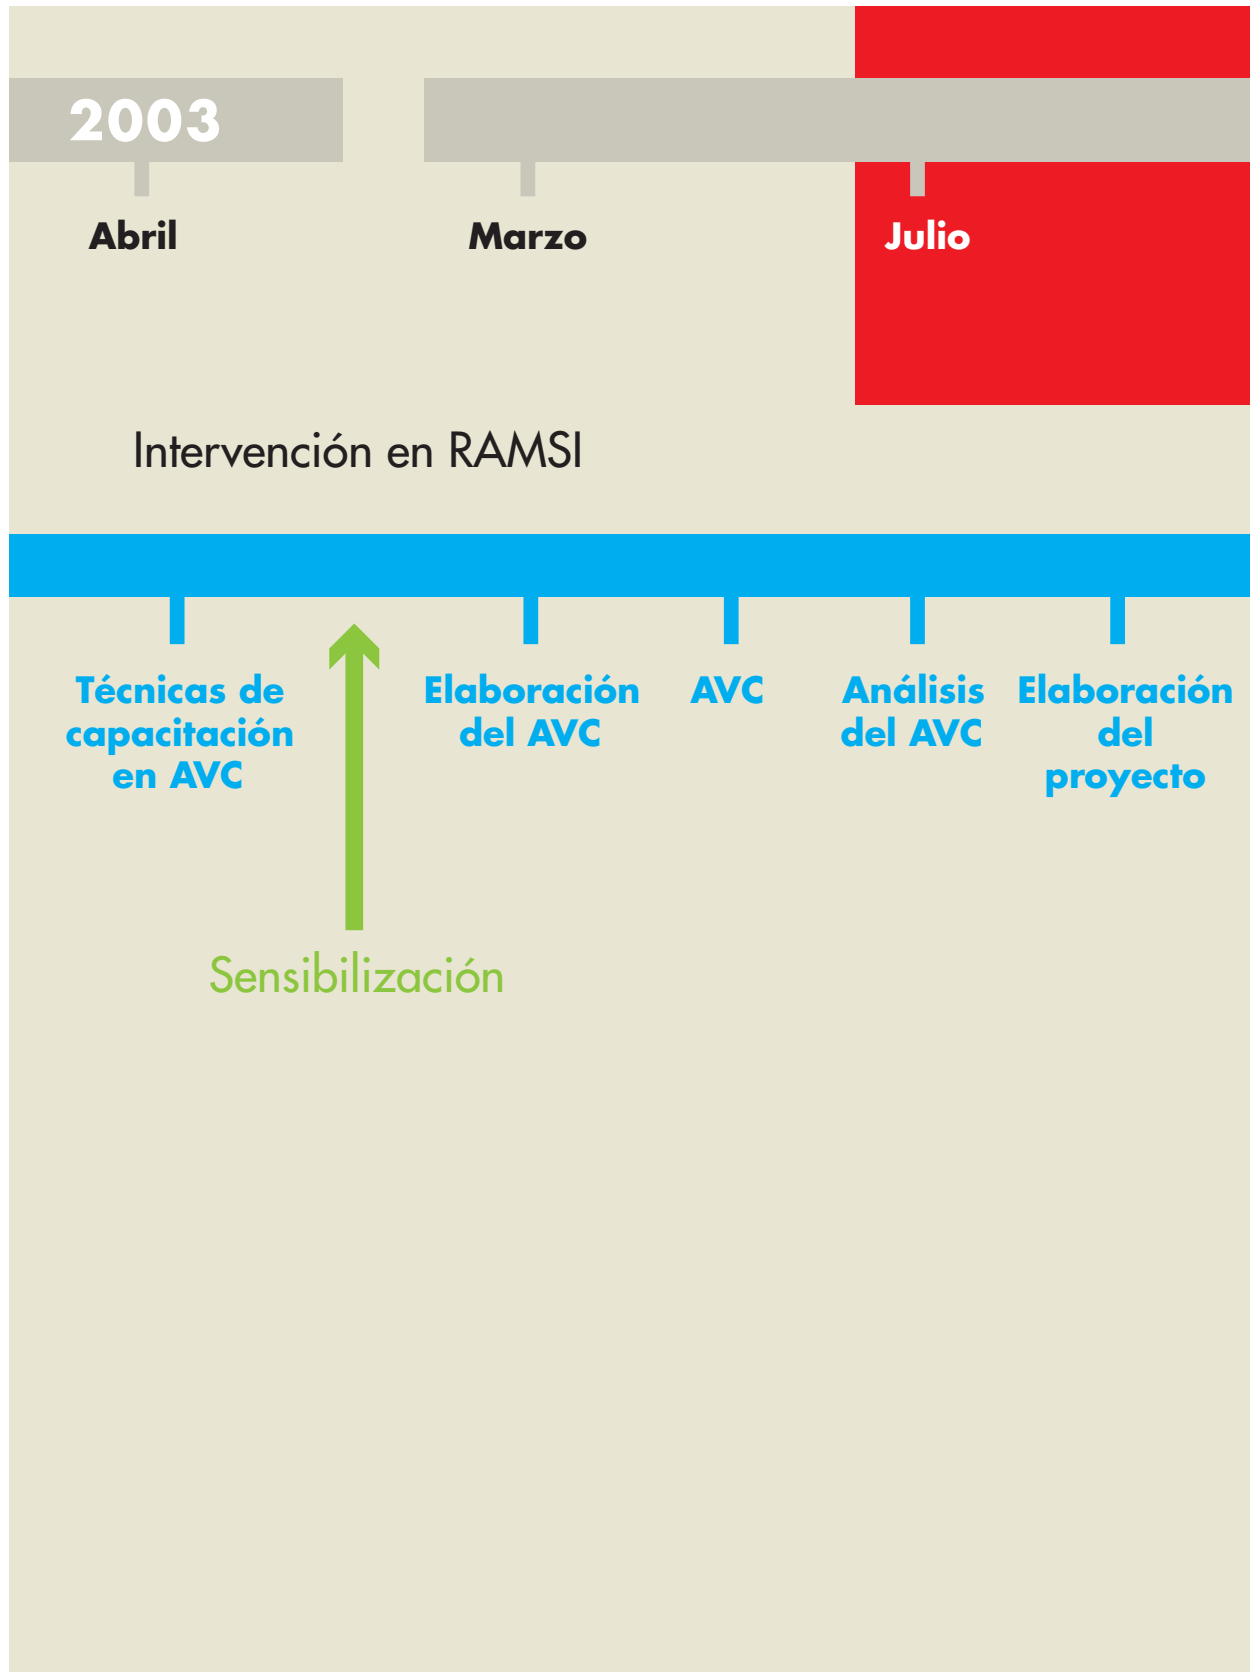 2003
Abril
Marzo
Julio
Intervención en RAMSI
Técnicas de
capacitación
en AVC
Elaboración
del AVC
AVC
Análisis
del AVC
Elaboración
del
proyecto
Sensibilización